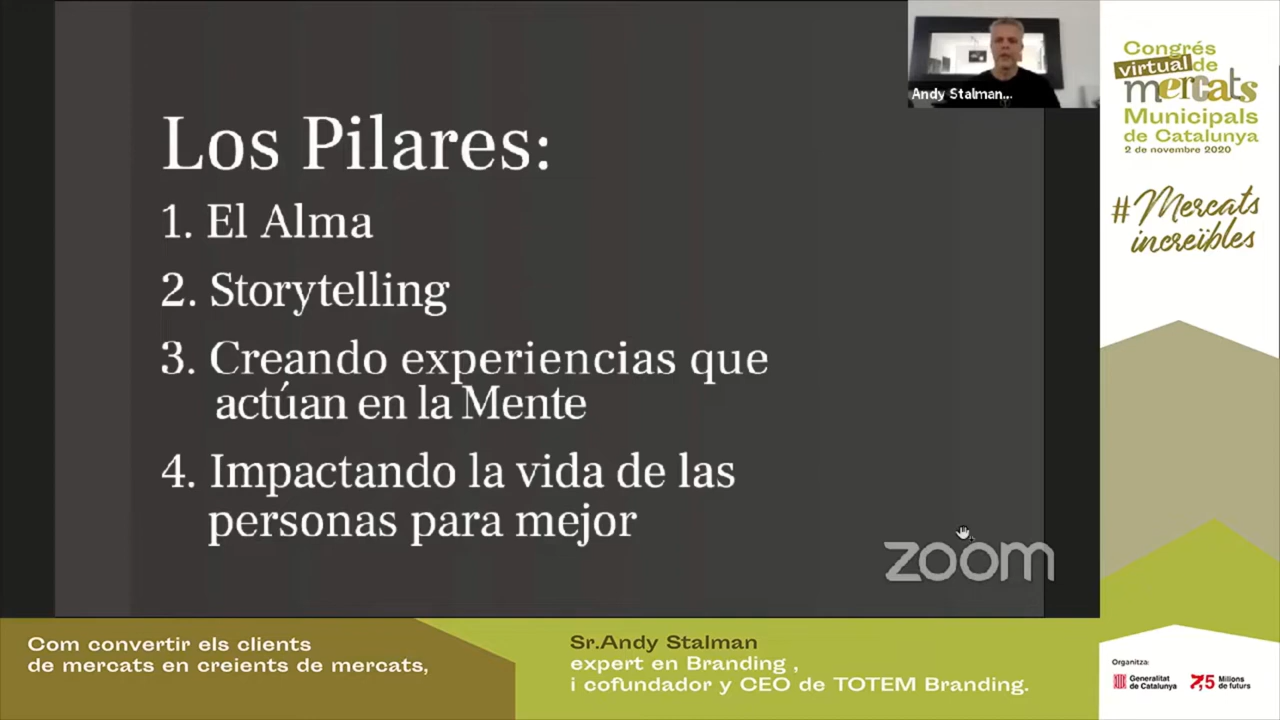 Los Pilares:
1. El Alma
2. Storytelling
3. Creando experiencias que
actúan en la Mente
4. Impactando la vida de las
personas para mejor
zoom
Andy Stalman...
Congrés
virtual de
mercats
Municipals
de Catalunya
2 de novembre 2020
#Mercats
increïbles
Com convertir els clients
de mercats en creients de mercats,
Sr.Andy Stalman
expert en Branding ,
i cofundador y CEO de TOTEM Branding.
Organitza:
Generalitat
de Catalunya
7,5 Milions
de futurs